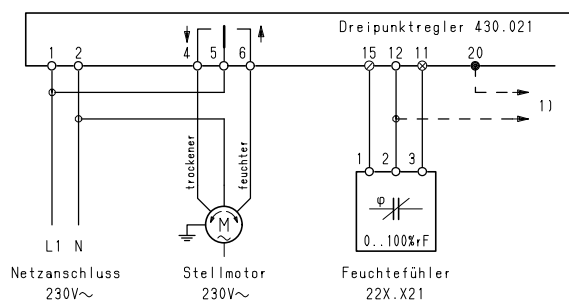 Dreipunktregler 430.021
1 2 4 5 6 15 12 11 20
1)
trockener
feuchter
1 2 3
M
φ
0..100%rF
L1 N
Netzanschluss Stellmotor Feuchtefühler
230V~ 230V~ 22X.X21